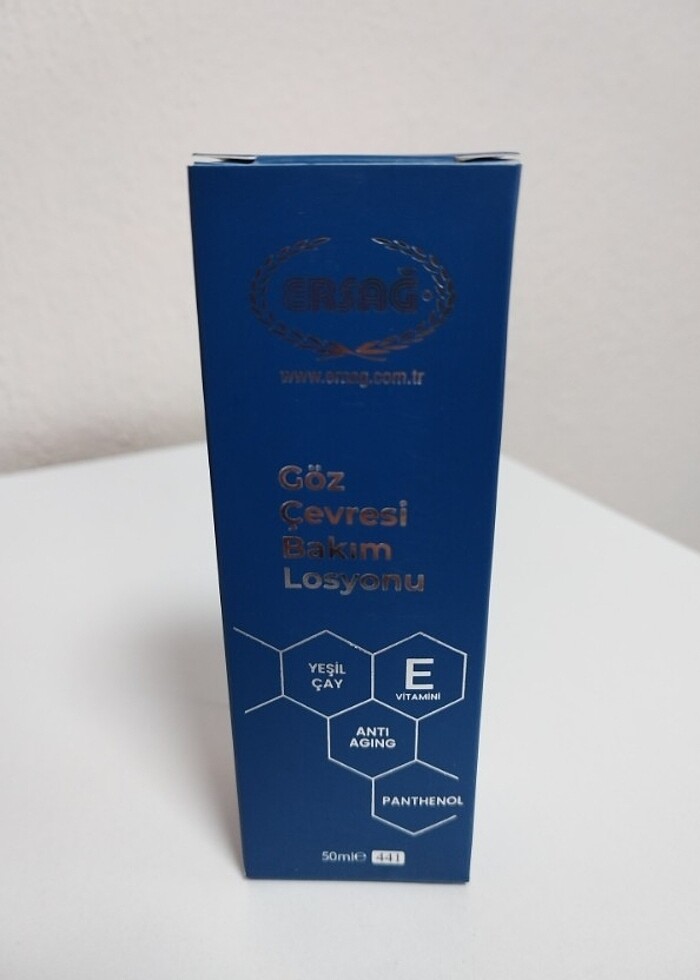 ERSAĞ
www.ersag.com.tr
Göz
Çevresi
Bakım
Losyonu
YEŞİL
ÇAY
E
VİTAMİNİ
ANTI
AGING
PANTHENOL
50ml℮ 441